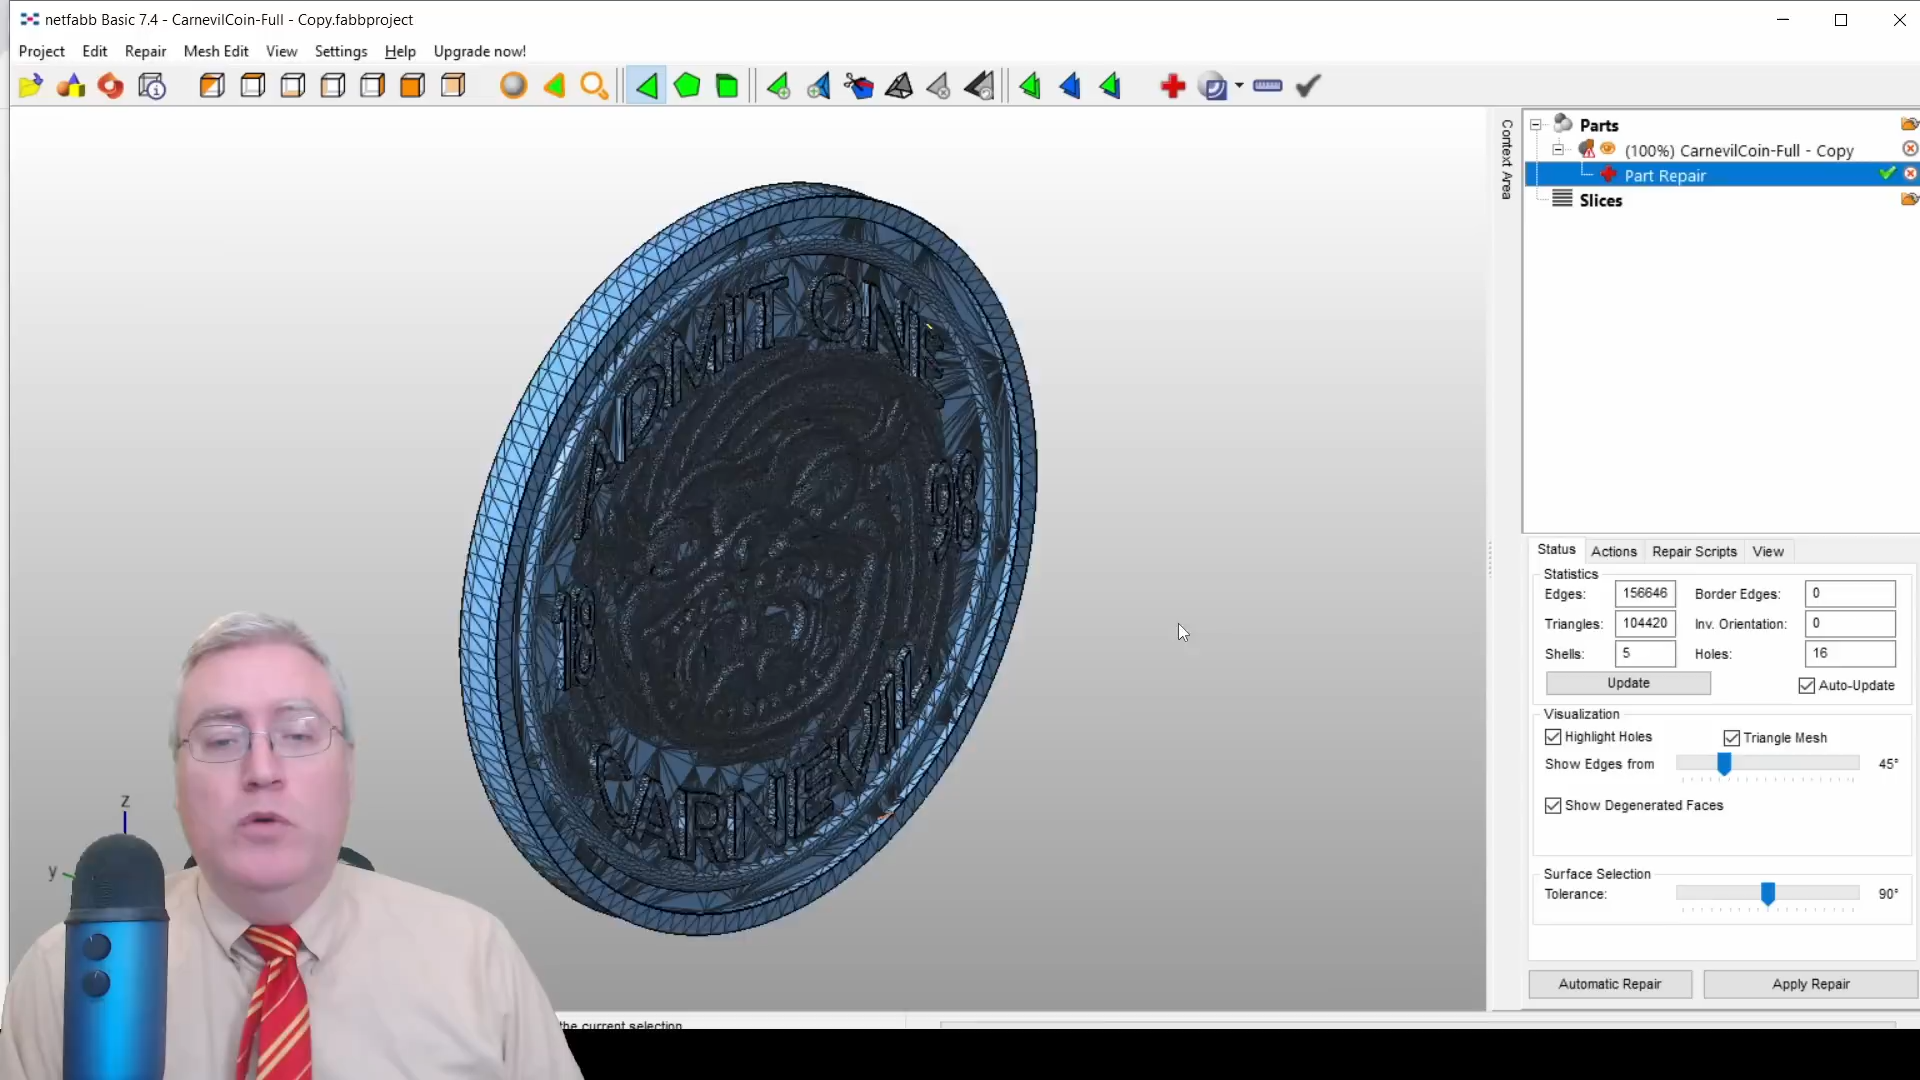 netfabb Basic 7.4 - CarnevilCoin-Full - Copy.fabbproject
Project Edit Repair Mesh Edit View Settings Help Upgrade now!
Context Area
Parts
(100%) CarnevilCoin-Full - Copy
Part Repair
Slices
ADMIT ONE
18 98
CARNEVIL
Status Actions Repair Scripts View
Statistics
Edges: 156646 Border Edges: 0
Triangles: 104420 Inv. Orientation: 0
Shells: 5 Holes: 16
Update Auto-Update
Visualization
Highlight Holes Triangle Mesh
Show Edges from 45°
Show Degenerated Faces
Surface Selection
Tolerance: 90°
Automatic Repair Apply Repair
z
y
the current selection